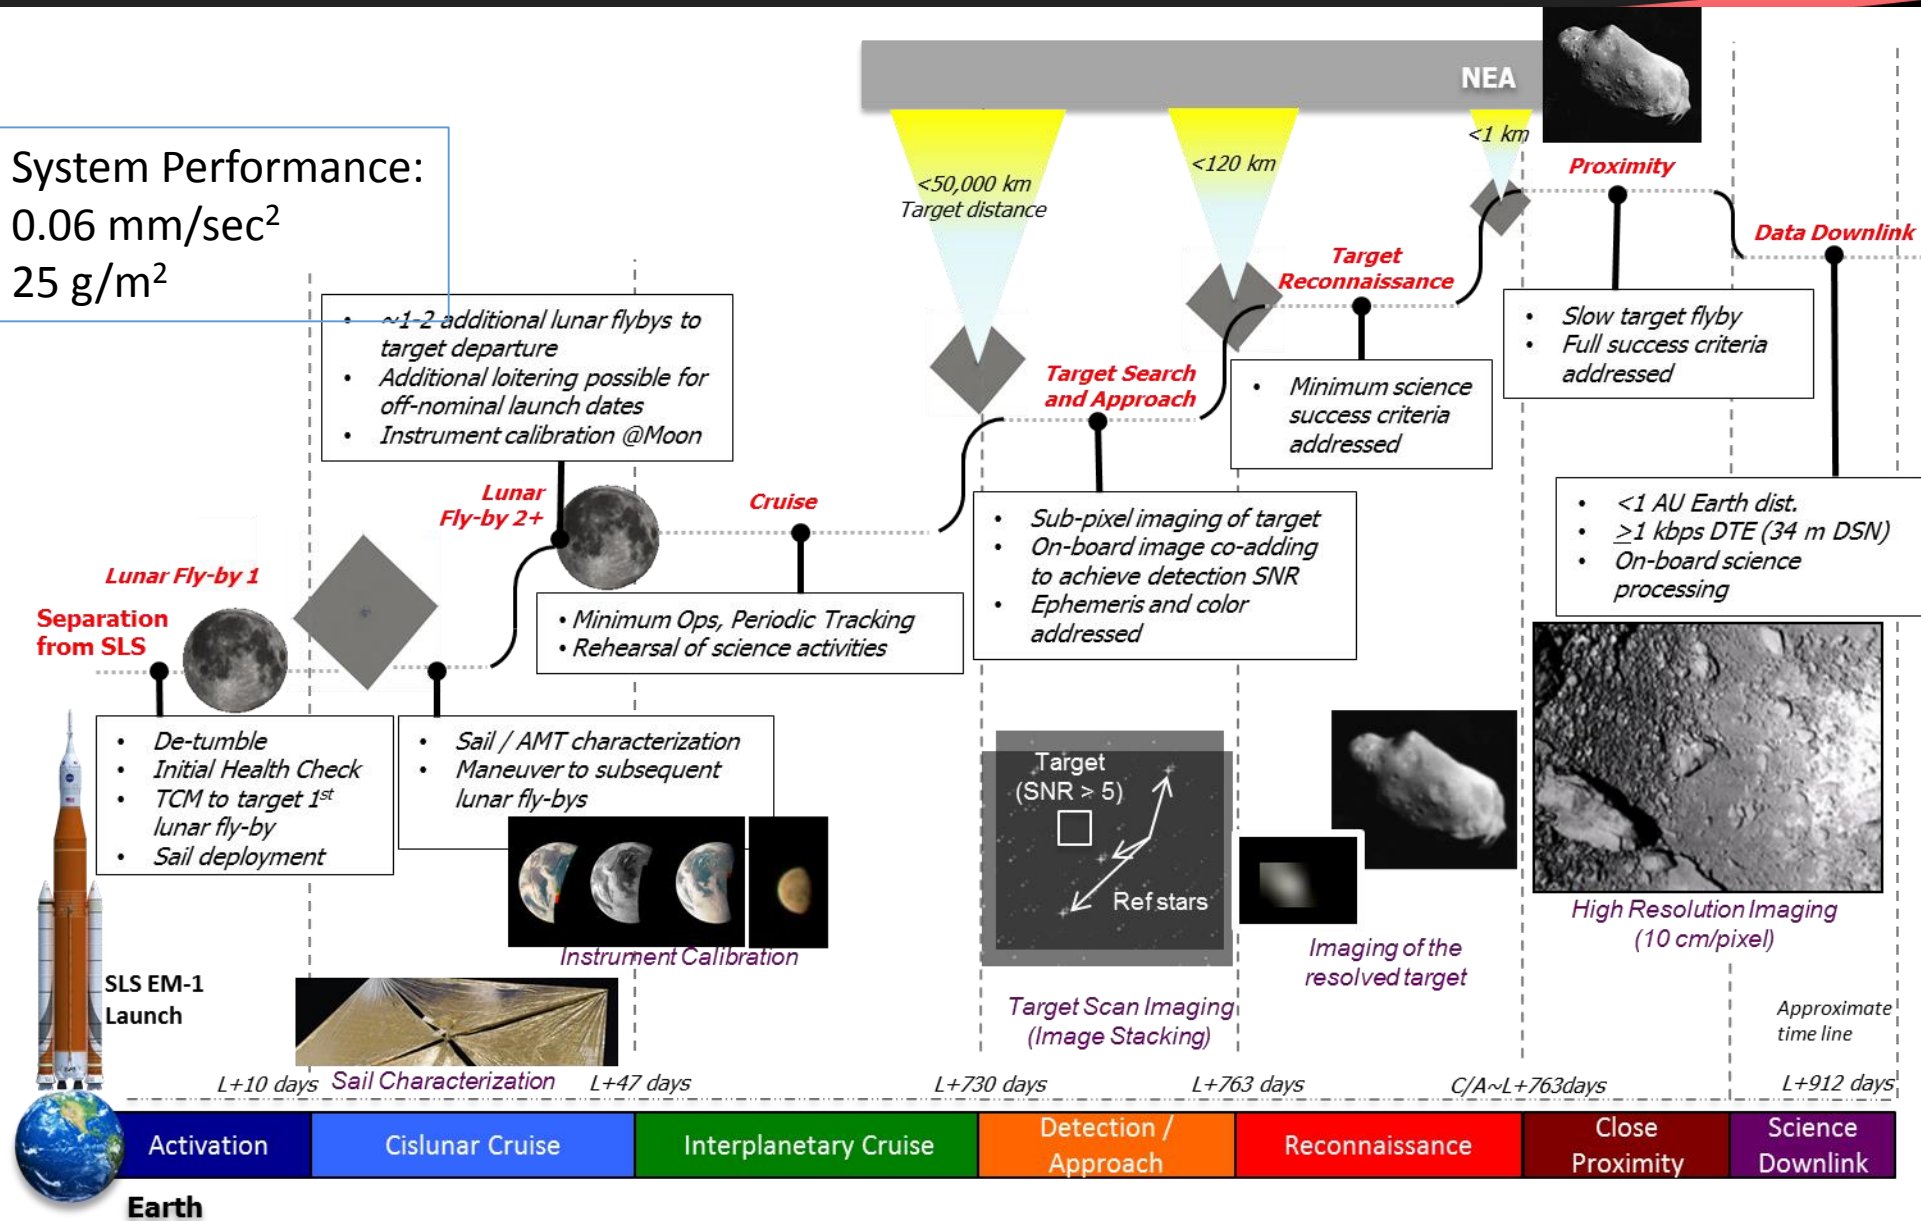 System Performance:
0.06 mm/sec²
25 g/m²
NEA
<50,000 km
Target distance
<120 km
<1 km
Separation
from SLS
Lunar Fly-by 1
• De-tumble
• Initial Health Check
• TCM to target 1st
lunar fly-by
• Sail deployment
• ~1-2 additional lunar flybys to
target departure
• Additional loitering possible for
off-nominal launch dates
• Instrument calibration @Moon
Lunar
Fly-by 2+
• Sail / AMT characterization
• Maneuver to subsequent
lunar fly-bys
Cruise
• Minimum Ops, Periodic Tracking
• Rehearsal of science activities
Target Search
and Approach
• Sub-pixel imaging of target
• On-board image co-adding
to achieve detection SNR
• Ephemeris and color
addressed
Target
Reconnaissance
• Minimum science
success criteria
addressed
Proximity
• Slow target flyby
• Full success criteria
addressed
Data Downlink
• <1 AU Earth dist.
• >1 kbps DTE (34 m DSN)
• On-board science
processing
SLS EM-1
Launch
Sail Characterization
Instrument Calibration
Target
(SNR > 5)
Ref stars
Target Scan Imaging
(Image Stacking)
Imaging of the
resolved target
High Resolution Imaging
(10 cm/pixel)
Approximate
time line
L+10 days
L+47 days
L+730 days
L+763 days
C/A~L+763days
L+912 days
Activation
Cislunar Cruise
Interplanetary Cruise
Detection /
Approach
Reconnaissance
Close
Proximity
Science
Downlink
Earth